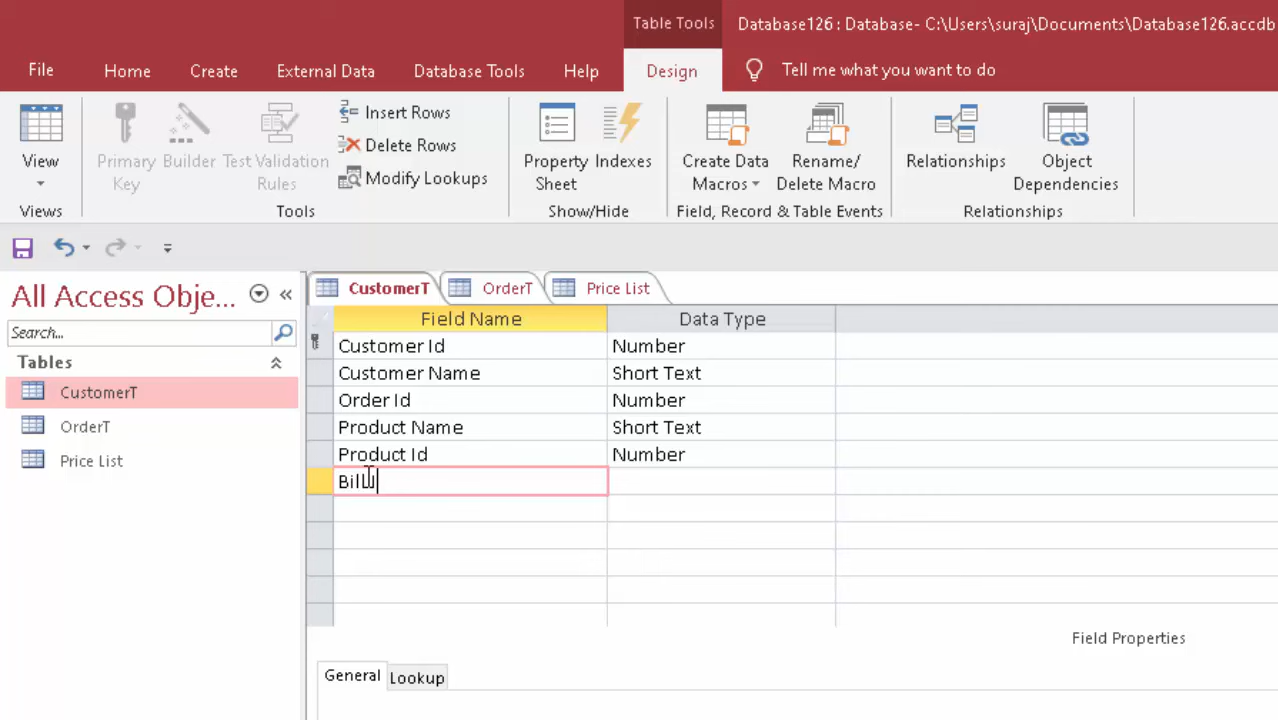 Table Tools
Database126 : Database- C:\Users\suraj\Documents\Database126.accdb
File
Home
Create
External Data
Database Tools
Help
Design
Tell me what you want to do
View
Primary Key
Builder
Test Validation Rules
Insert Rows
Delete Rows
Modify Lookups
Property Sheet
Indexes
Create Data Macros
Rename/ Delete Macro
Relationships
Object Dependencies
Views
Tools
Show/Hide
Field, Record & Table Events
Relationships
All Access Obje...
Search...
Tables
CustomerT
OrderT
Price List
CustomerT
OrderT
Price List
Field Name
Data Type
Customer Id
Number
Customer Name
Short Text
Order Id
Number
Product Name
Short Text
Product Id
Number
Field Properties
General
Lookup